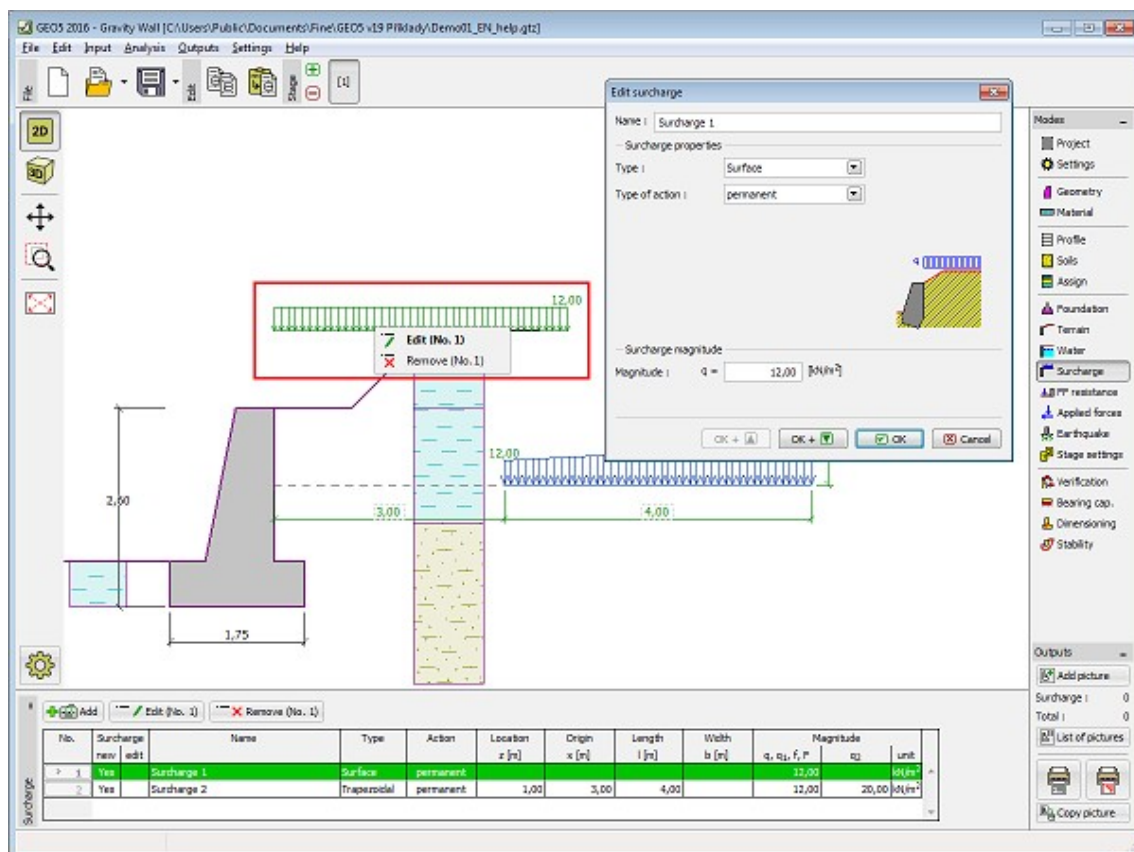 GEO5 2016 - Gravity Wall [C:\Users\Public\Documents\Fine\GEO5 v19 Příklady\Demo01_EN_help.gtz]
File Edit Input Analysis Outputs Settings Help
File
Edit
Stage
[1]
2D
3D
12,00
Edit (No. 1)
Remove (No. 1)
2,60
12,00
3,00
4,00
1,75
Edit surcharge
Name : Surcharge 1
Surcharge properties
Type : Surface
Type of action : permanent
q
Surcharge magnitude
Magnitude : q = 12,00 [kN/m²]
OK + OK + OK Cancel
Modes
Project
Settings
Geometry
Material
Profile
Soils
Assign
Foundation
Terrain
Water
Surcharge
FF resistance
Applied forces
Earthquake
Stage settings
Verification
Bearing cap.
Dimensioning
Stability
Outputs
Add picture
Surcharge : 0
Total : 0
List of pictures
Copy picture
Surcharge
Add Edit (No. 1) Remove (No. 1)
No. Surcharge Name Type Action Location Origin Length Width Magnitude
new edit z [m] x [m] l [m] b [m] q, q1, f, F q2 unit
> 1 Yes Surcharge 1 Surface permanent 12,00 kN/m²
2 Yes Surcharge 2 Trapezoidal permanent 1,00 3,00 4,00 12,00 20,00 kN/m²